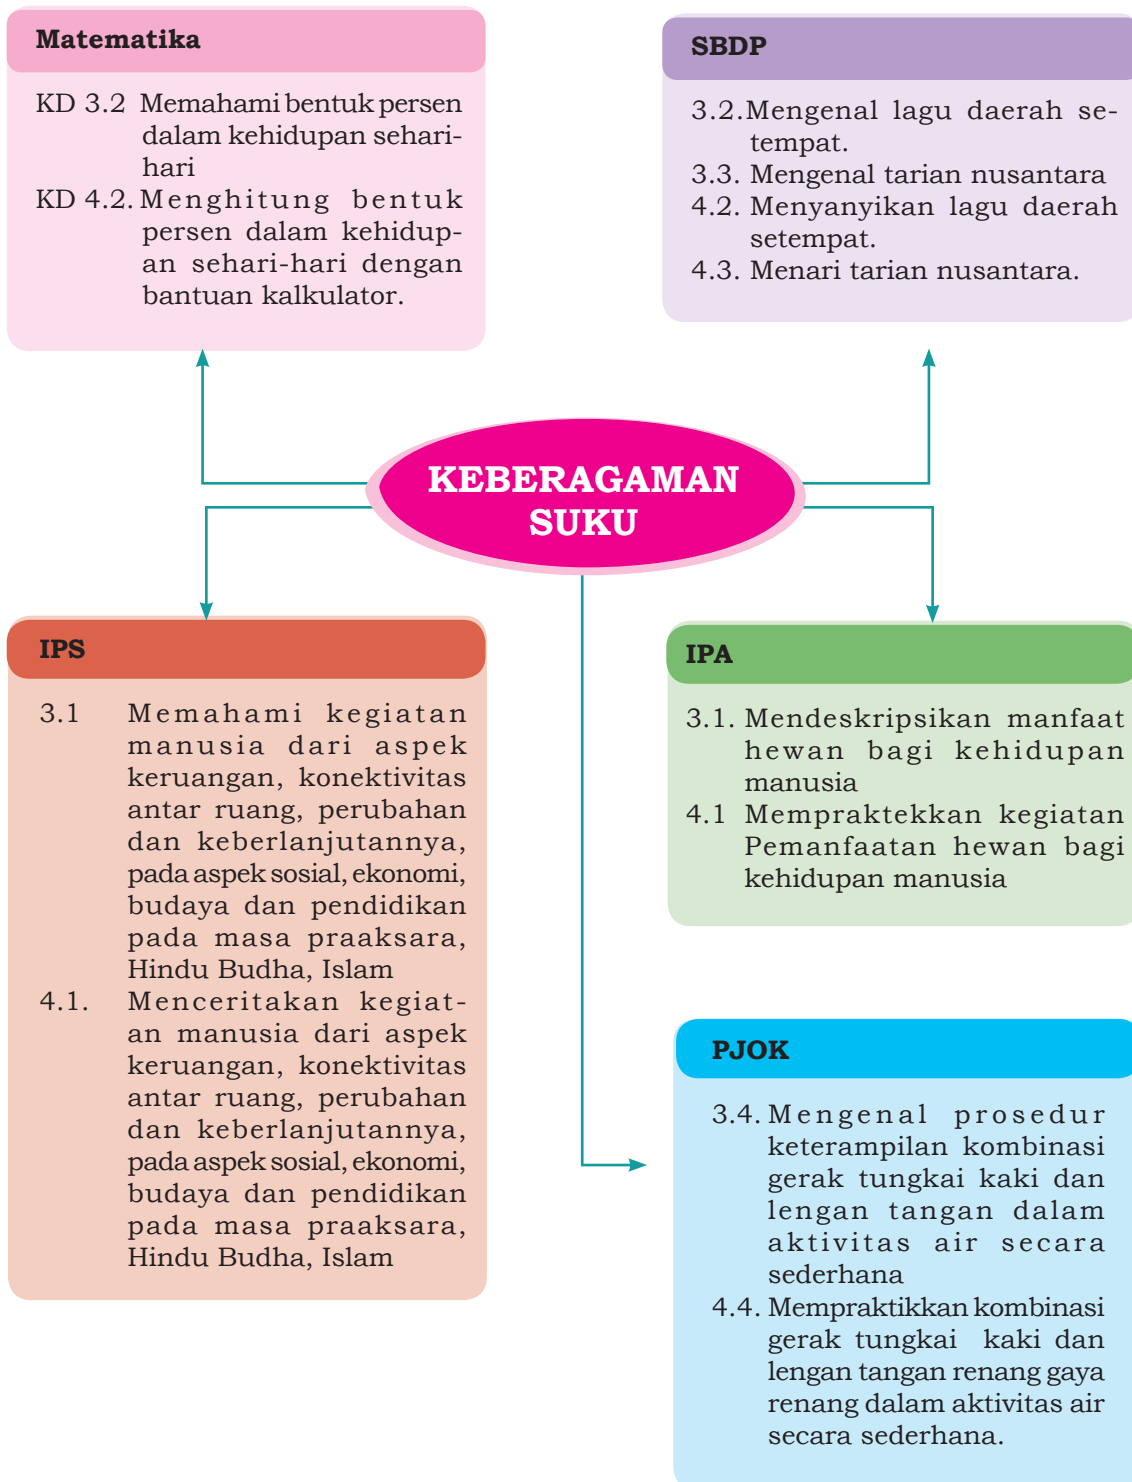 Matematika
KD 3.2 Memahami bentuk persen
dalam kehidupan sehari-
hari
KD 4.2. Menghitung bentuk
persen dalam kehidup-
an sehari-hari dengan
bantuan kalkulator.
SBDP
3.2.Mengenal lagu daerah se-
tempat.
3.3. Mengenal tarian nusantara
4.2. Menyanyikan lagu daerah
setempat.
4.3. Menari tarian nusantara.
KEBERAGAMAN
SUKU
IPS
3.1 Memahami kegiatan
manusia dari aspek
keruangan, konektivitas
antar ruang, perubahan
dan keberlanjutannya,
pada aspek sosial, ekonomi,
budaya dan pendidikan
pada masa praaksara,
Hindu Budha, Islam
4.1. Menceritakan kegiat-
an manusia dari aspek
keruangan, konektivitas
antar ruang, perubahan
dan keberlanjutannya,
pada aspek sosial, ekonomi,
budaya dan pendidikan
pada masa praaksara,
Hindu Budha, Islam
IPA
3.1. Mendeskripsikan manfaat
hewan bagi kehidupan
manusia
4.1 Mempraktekkan kegiatan
Pemanfaatan hewan bagi
kehidupan manusia
PJOK
3.4. Mengenal prosedur
keterampilan kombinasi
gerak tungkai kaki dan
lengan tangan dalam
aktivitas air secara
sederhana
4.4. Mempraktikkan kombinasi
gerak tungkai kaki dan
lengan tangan renang gaya
renang dalam aktivitas air
secara sederhana.